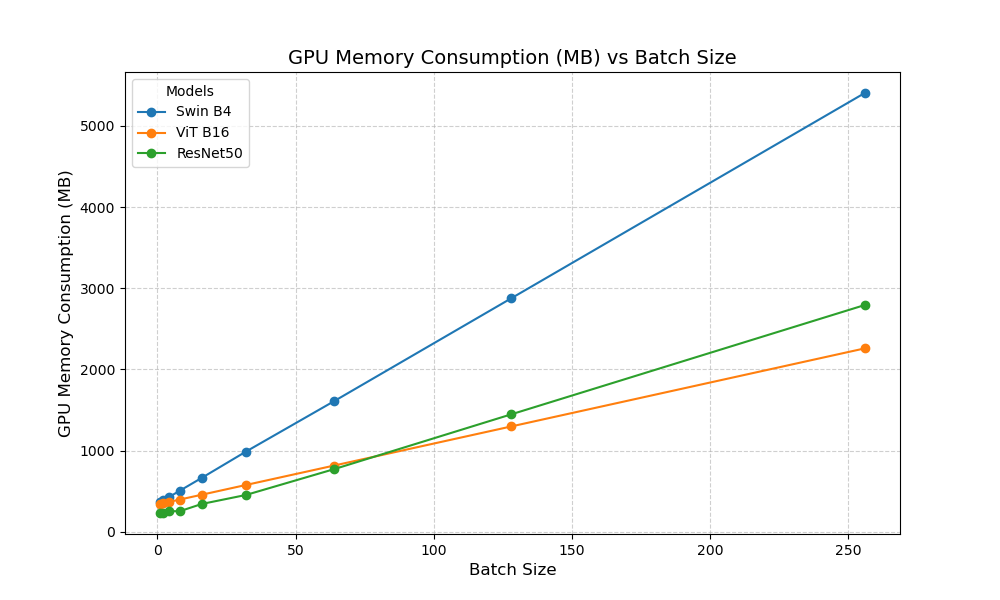 GPU Memory Consumption (MB) vs Batch Size
Models
Swin B4
ViT B16
ResNet50
GPU Memory Consumption (MB)
5000
4000
3000
2000
1000
0
0
50
100
150
200
250
Batch Size